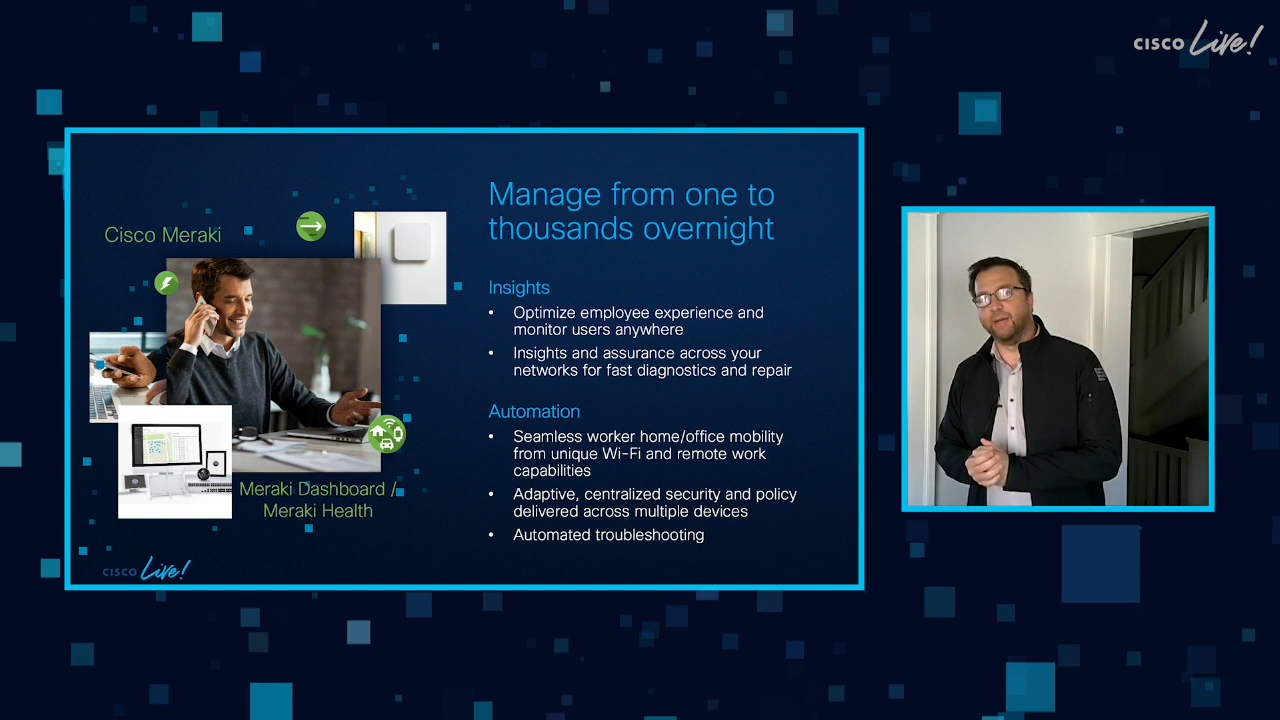 CISCO Live!
Manage from one to
thousands overnight
Cisco Meraki
Insights
• Optimize employee experience and
monitor users anywhere
• Insights and assurance across your
networks for fast diagnostics and repair
Automation
• Seamless worker home/office mobility
from unique Wi-Fi and remote work
capabilities
• Adaptive, centralized security and policy
delivered across multiple devices
• Automated troubleshooting
Meraki Dashboard /
Meraki Health
CISCO Live!